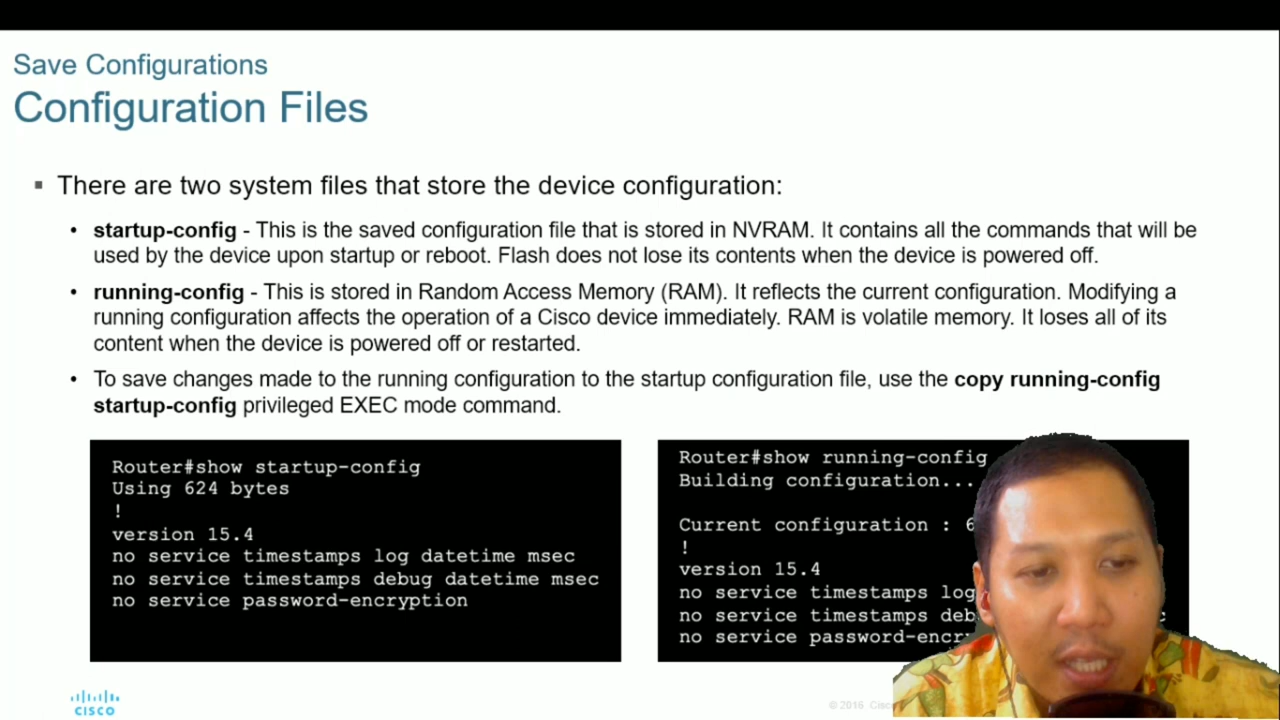 Save Configurations
Configuration Files
▪ There are two system files that store the device configuration:
• startup-config - This is the saved configuration file that is stored in NVRAM. It contains all the commands that will be
used by the device upon startup or reboot. Flash does not lose its contents when the device is powered off.
• running-config - This is stored in Random Access Memory (RAM). It reflects the current configuration. Modifying a
running configuration affects the operation of a Cisco device immediately. RAM is volatile memory. It loses all of its
content when the device is powered off or restarted.
• To save changes made to the running configuration to the startup configuration file, use the copy running-config
startup-config privileged EXEC mode command.
Router#show startup-config
Using 624 bytes
!
version 15.4
no service timestamps log datetime msec
no service timestamps debug datetime msec
no service password-encryption
Router#show running-config
Building configuration...
Current configuration :
!
version 15.4
no service timestamps log
no service timestamps
no service
CISCO
© 2016